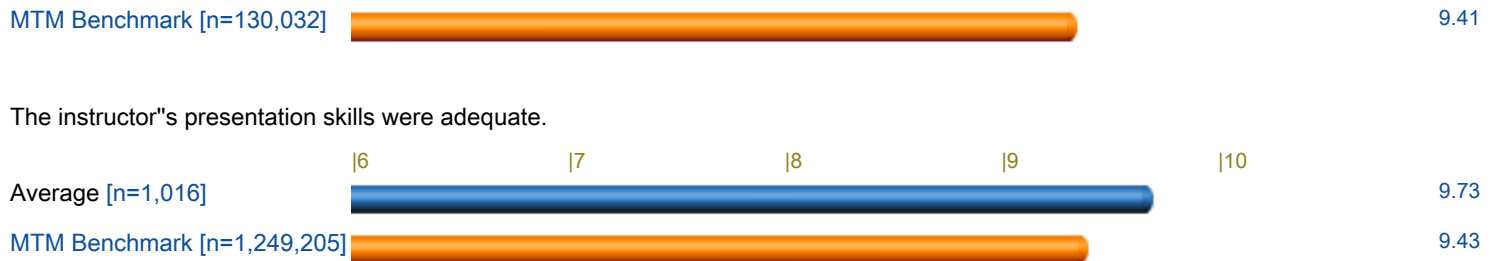 MTM Benchmark [n=130,032] 9.41
The instructor"s presentation skills were adequate.
|6 |7 |8 |9 |10
Average [n=1,016] 9.73
MTM Benchmark [n=1,249,205] 9.43